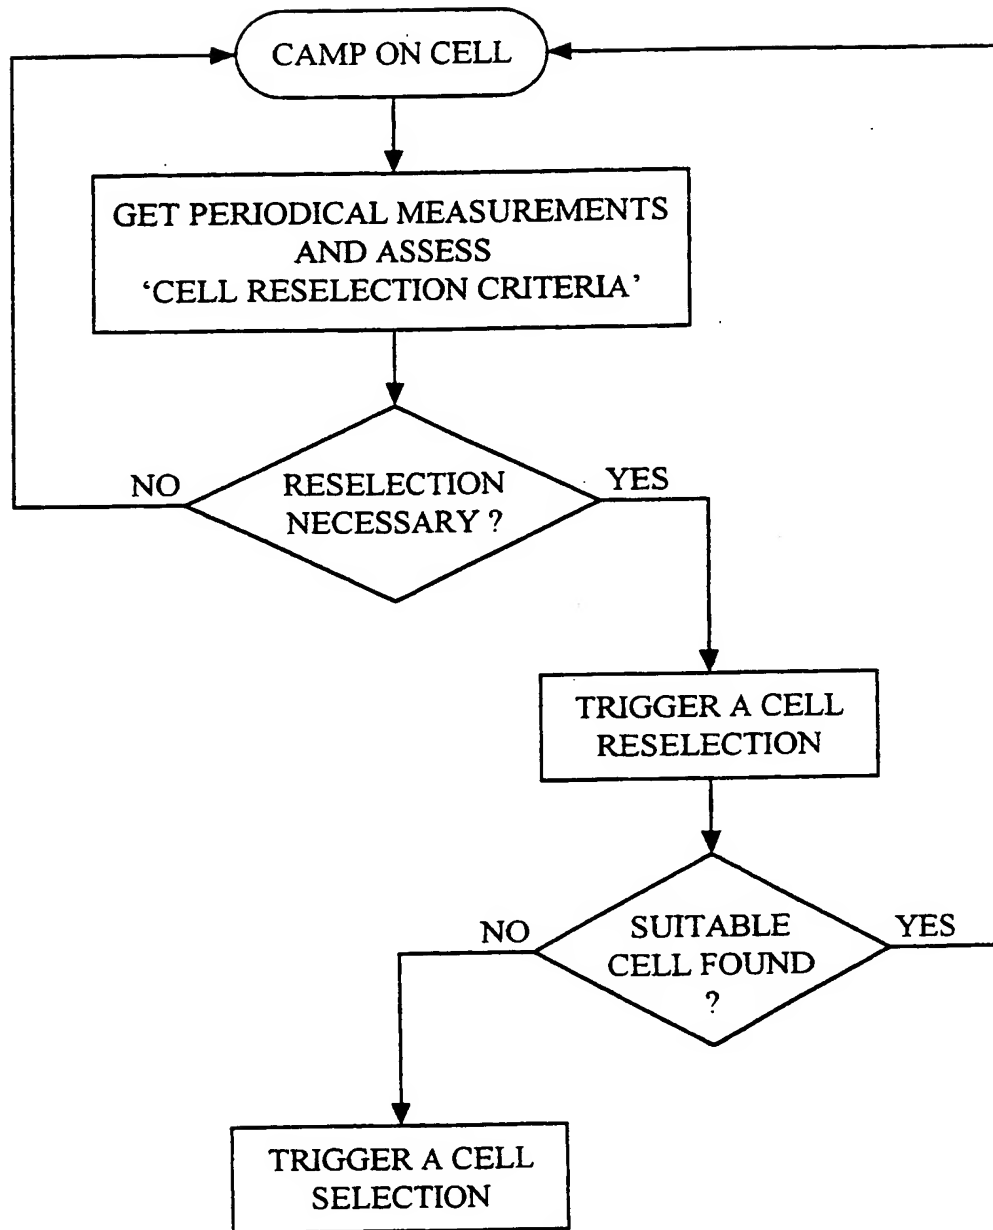 CAMP ON CELL
GET PERIODICAL MEASUREMENTS
AND ASSESS
‘CELL RESELECTION CRITERIA’
NO
RESELECTION
NECESSARY ?
YES
TRIGGER A CELL
RESELECTION
NO
SUITABLE
CELL FOUND
?
YES
TRIGGER A CELL
SELECTION